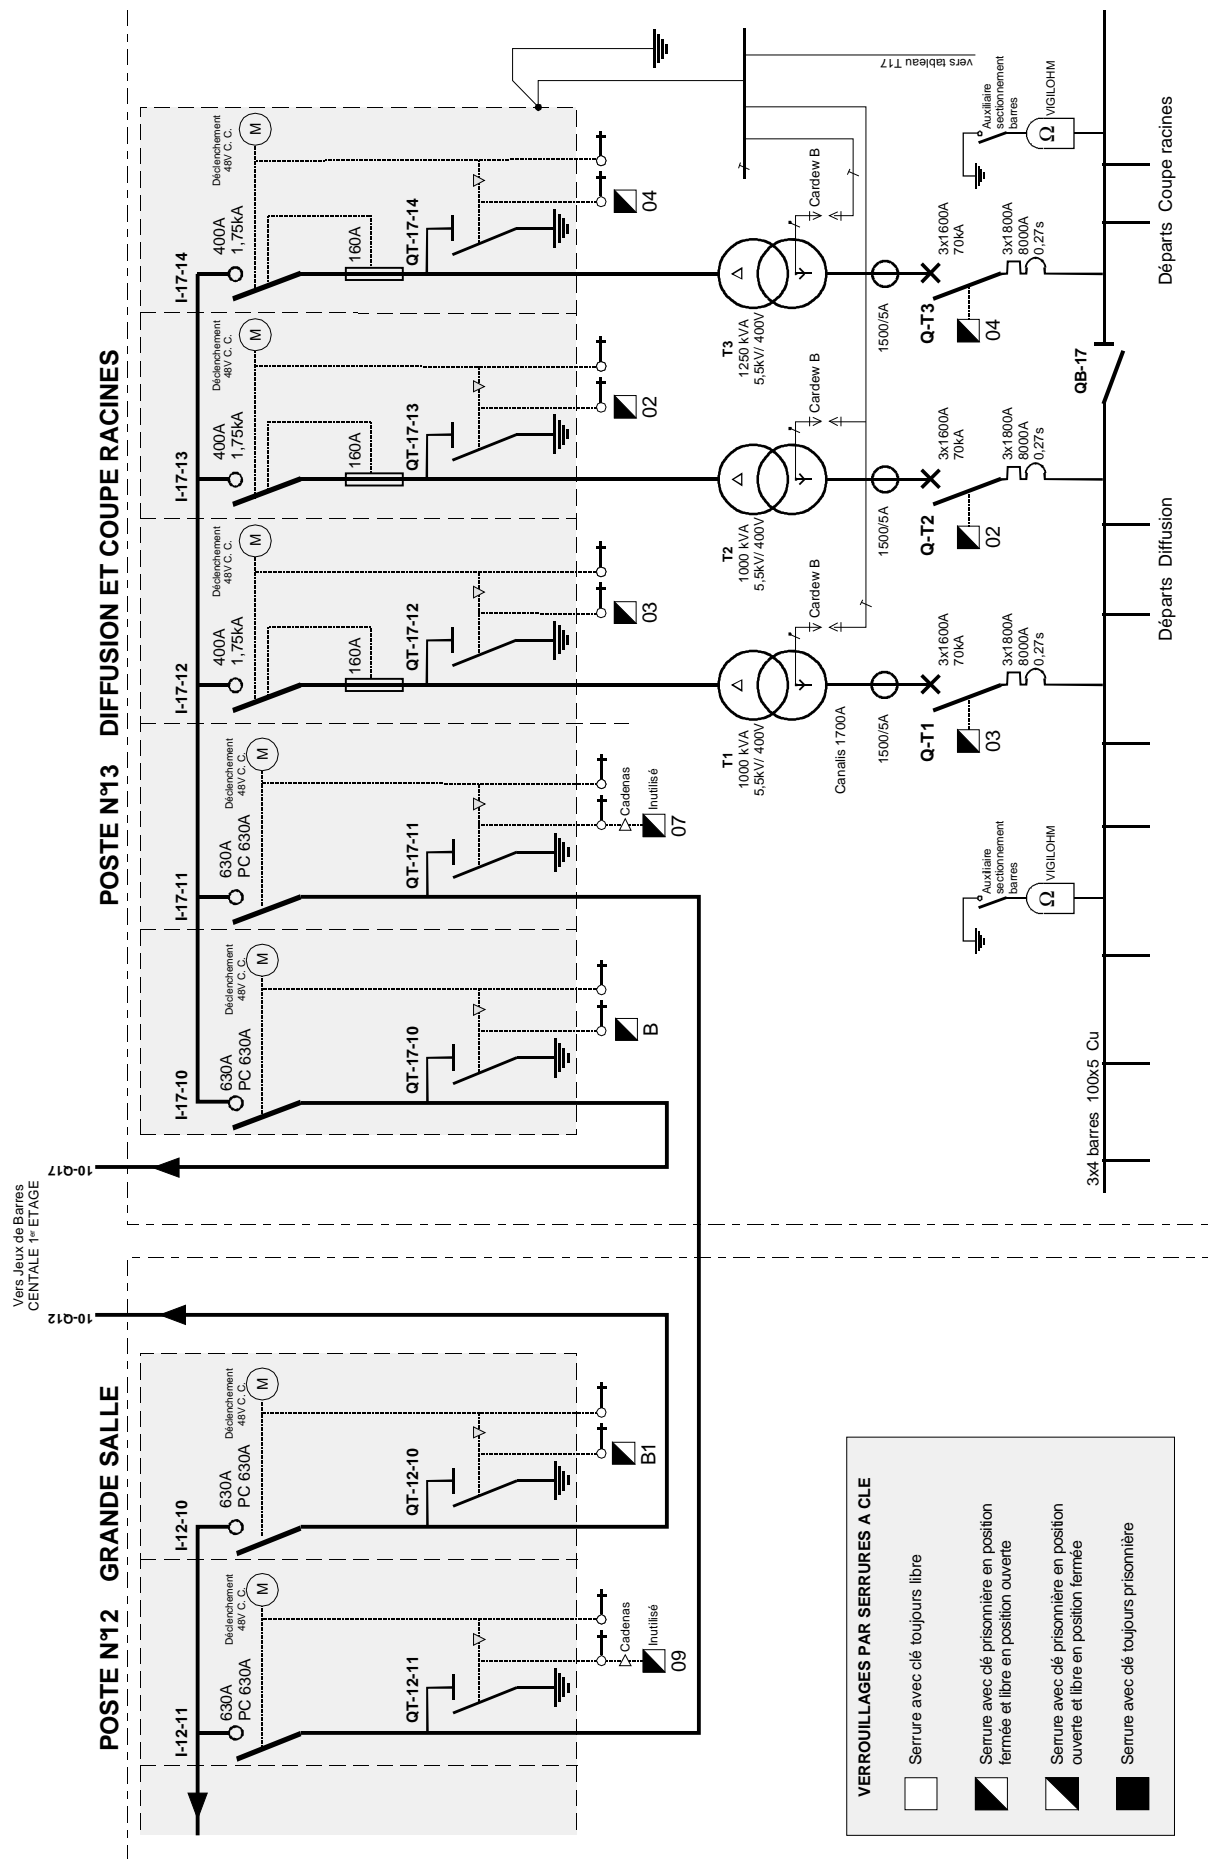 Vers Jeux de Barres
CENTALE 1er ETAGE
10-Q12
10-Q17
POSTE N°12 GRANDE SALLE
I-12-11
630A
PC 630A
Déclenchement
48V C. C.
M
QT-12-11
Cadenas
Inutilisé
09
I-12-10
630A
PC 630A
Déclenchement
48V C. C.
M
QT-12-10
B1
POSTE N°13 DIFFUSION ET COUPE RACINES
I-17-10
630A
PC 630A
Déclenchement
48V C. C.
M
QT-17-10
B
I-17-11
630A
PC 630A
Déclenchement
48V C. C.
M
QT-17-11
Cadenas
Inutilisé
07
I-17-12
400A
1,75kA
Déclenchement
48V C. C.
M
160A
QT-17-12
03
I-17-13
400A
1,75kA
Déclenchement
48V C. C.
M
160A
QT-17-13
02
I-17-14
400A
1,75kA
Déclenchement
48V C. C.
M
160A
QT-17-14
04
vers tableau T17
T1
1000 kVA
5,5kV/ 400V
Cardew B
Canalis 1700A
1500/5A
Q-T1
3x1600A
70kA
03
3x1800A
8000A
0,27s
T2
1000 kVA
5,5kV/ 400V
Cardew B
1500/5A
Q-T2
3x1600A
70kA
02
3x1800A
8000A
0,27s
T3
1250 kVA
5,5kV/ 400V
Cardew B
1500/5A
Q-T3
3x1600A
70kA
04
3x1800A
8000A
0,27s
Auxiliaire
sectionnement
barres
Ω
VIGILOHM
Auxiliaire
sectionnement
barres
Ω
VIGILOHM
QB-17
3x4 barres 100x5 Cu
Départs Diffusion
Départs Coupe racines
VERROUILLAGES PAR SERRURES A CLE
Serrure avec clé toujours libre
Serrure avec clé prisonnière en position
fermée et libre en position ouverte
Serrure avec clé prisonnière en position
ouverte et libre en position fermée
Serrure avec clé toujours prisonnière